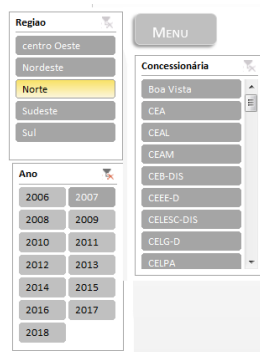 Regiao
centro Oeste
Nordeste
Norte
Sudeste
Sul
MENU
Concessionária
Boa Vista
CEA
CEAL
CEAM
CEB-DIS
CEEE-D
CELESC-DIS
CELG-D
CELPA
Ano
2006 2007
2008 2009
2010 2011
2012 2013
2014 2015
2016 2017
2018